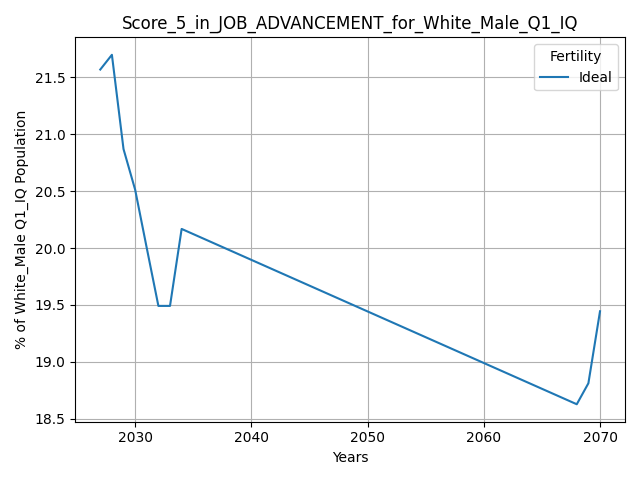 Score_5_in_JOB_ADVANCEMENT_for_White_Male_Q1_IQ
Fertility
Ideal
% of White_Male Q1_IQ Population
21.5
21.0
20.5
20.0
19.5
19.0
18.5
2030 2040 2050 2060 2070
Years